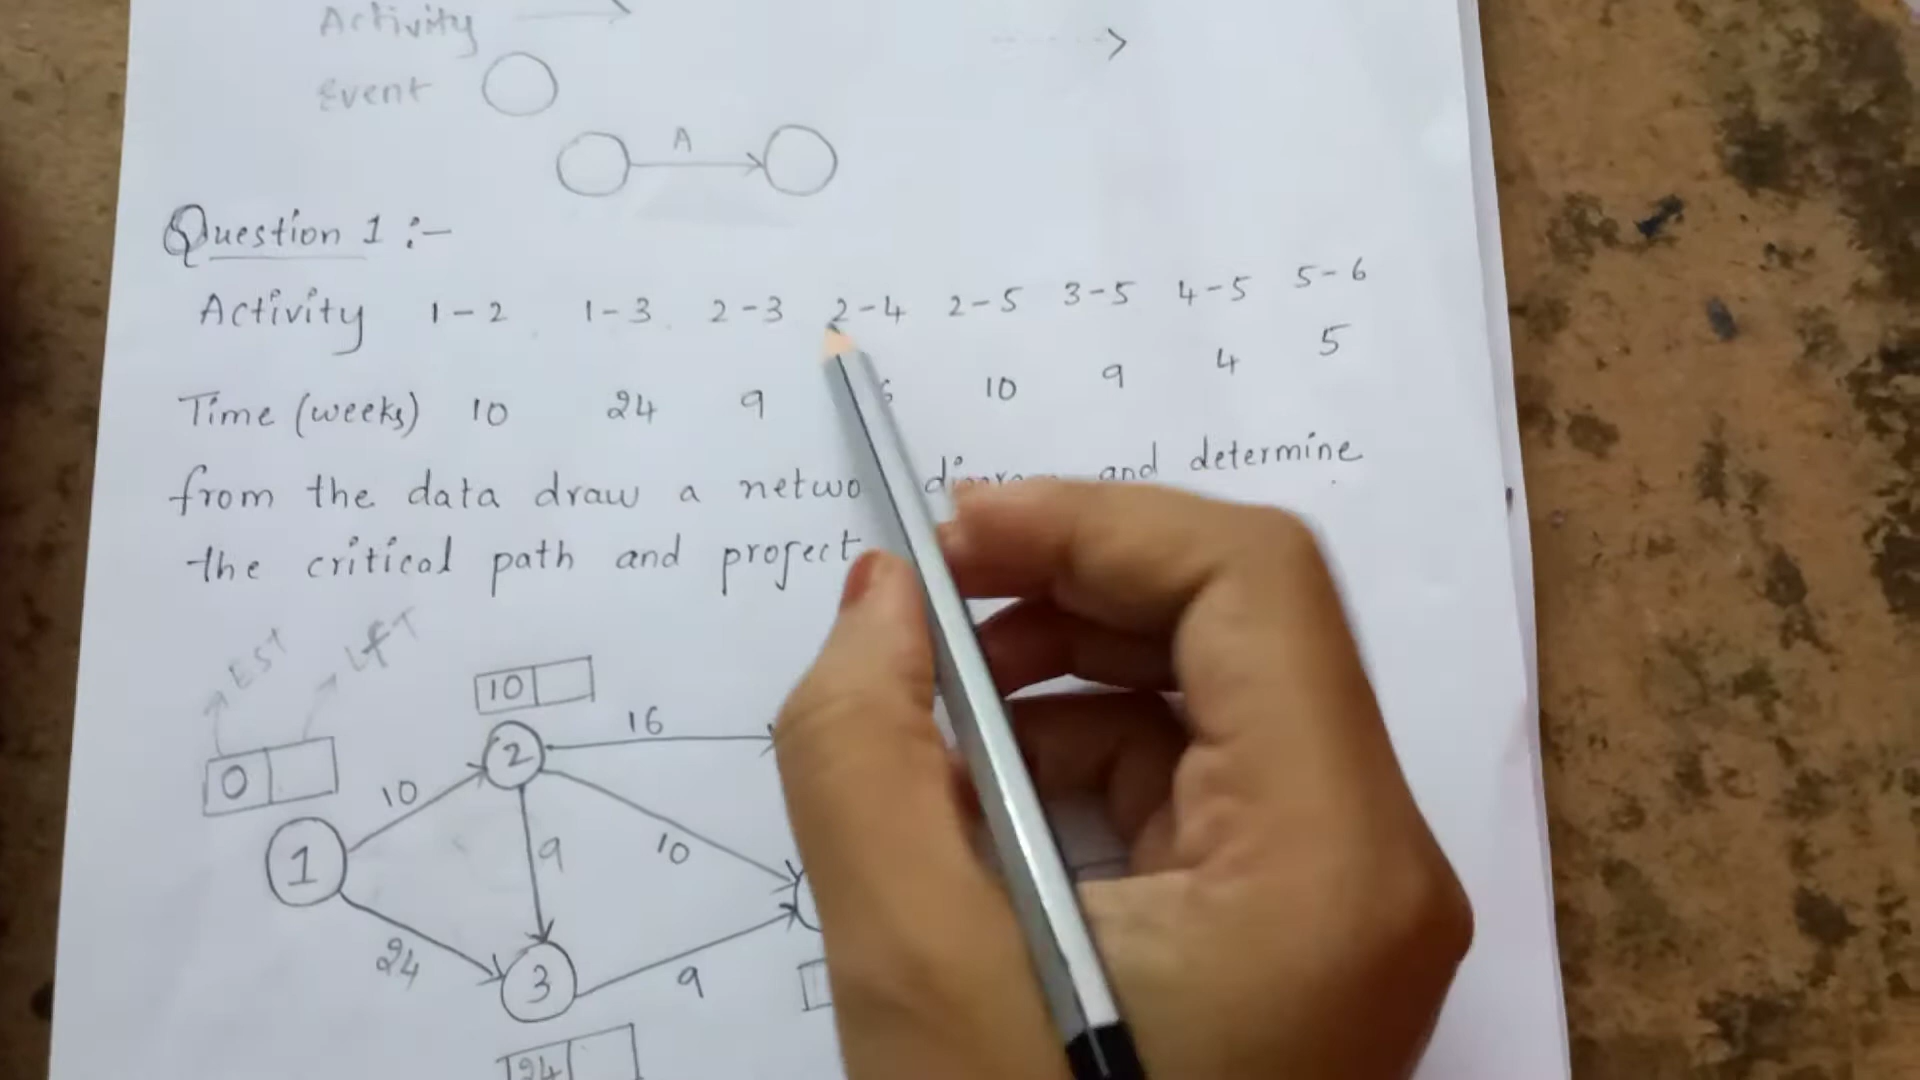 Activity
Event
A
Question 1 :-
Activity 1-2 1-3 2-3 2-4 2-5 3-5 4-5 5-6
Time (weeks) 10 24 9 6 10 9 4 5
from the data draw a netwo and determine
the critical path and project
EST LFT
10
16
0
10
2
1
9
10
24
3
9
24